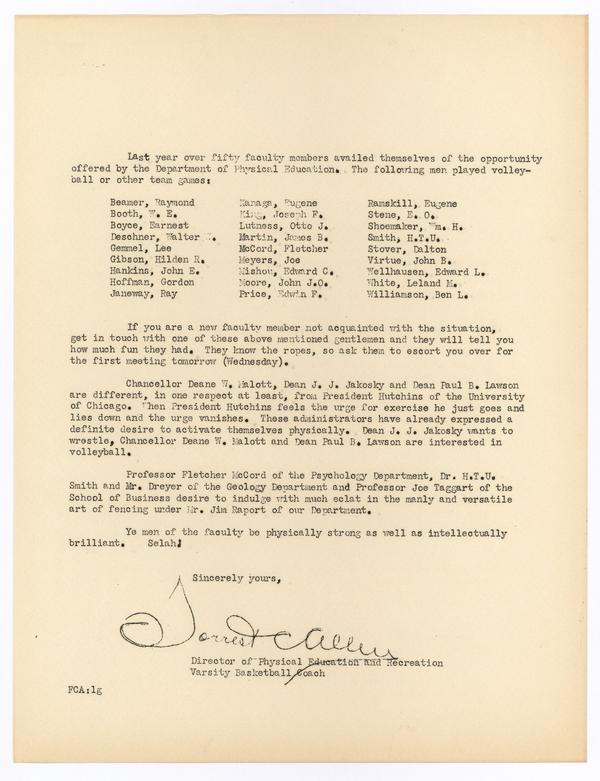 Last year over fifty faculty members availed themselves of the opportunity
offered by the Department of Physical Education. The following men played volley-
ball or other team games:
Beamer, Raymond Kanaga, Eugene Ramskill, Eugene
Booth, W. E. King, Joseph F. Stene, E. O.
Boyce, Earnest Lutness, Otto J. Shoemaker, Wm. H.
Deschner, Walter W. Martin, James B. Smith, H.T.U.
Gemmel, Lee McCord, Fletcher Stover, Dalton
Gibson, Hilden R. Meyers, Joe Virtue, John B.
Hankins, John E. Mishou, Edward C. Wellhausen, Edward L.
Hoffman, Gordon Moore, John J.O. White, Leland M.
Janeway, Ray Price, Edwin F. Williamson, Ben L.
If you are a new faculty member not acquainted with the situation,
get in touch with one of these above mentioned gentlemen and they will tell you
how much fun they had. They know the ropes, so ask them to escort you over for
the first meeting tomorrow (Wednesday).
Chancellor Deane W. Malott, Dean J. J. Jakosky and Dean Paul B. Lawson
are different, in one respect at least, from President Hutchins of the University
of Chicago. When President Hutchins feels the urge for exercise he just goes and
lies down and the urge vanishes. These administrators have already expressed a
definite desire to activate themselves physically. Dean J. J. Jakosky wants to
wrestle, Chancellor Deane W. Malott and Dean Paul B. Lawson are interested in
volleyball.
Professor Fletcher McCord of the Psychology Department, Dr. H.T.U.
Smith and Mr. Dreyer of the Geology Department and Professor Joe Taggart of the
School of Business desire to indulge with much eclat in the manly and versatile
art of fencing under Mr. Jim Raport of our Department.
Ye men of the faculty be physically strong as well as intellectually
brilliant. Selah!
Sincerely yours,
Forrest C Allen
Director of Physical Education and Recreation
Varsity Basketball Coach
FCA:lg